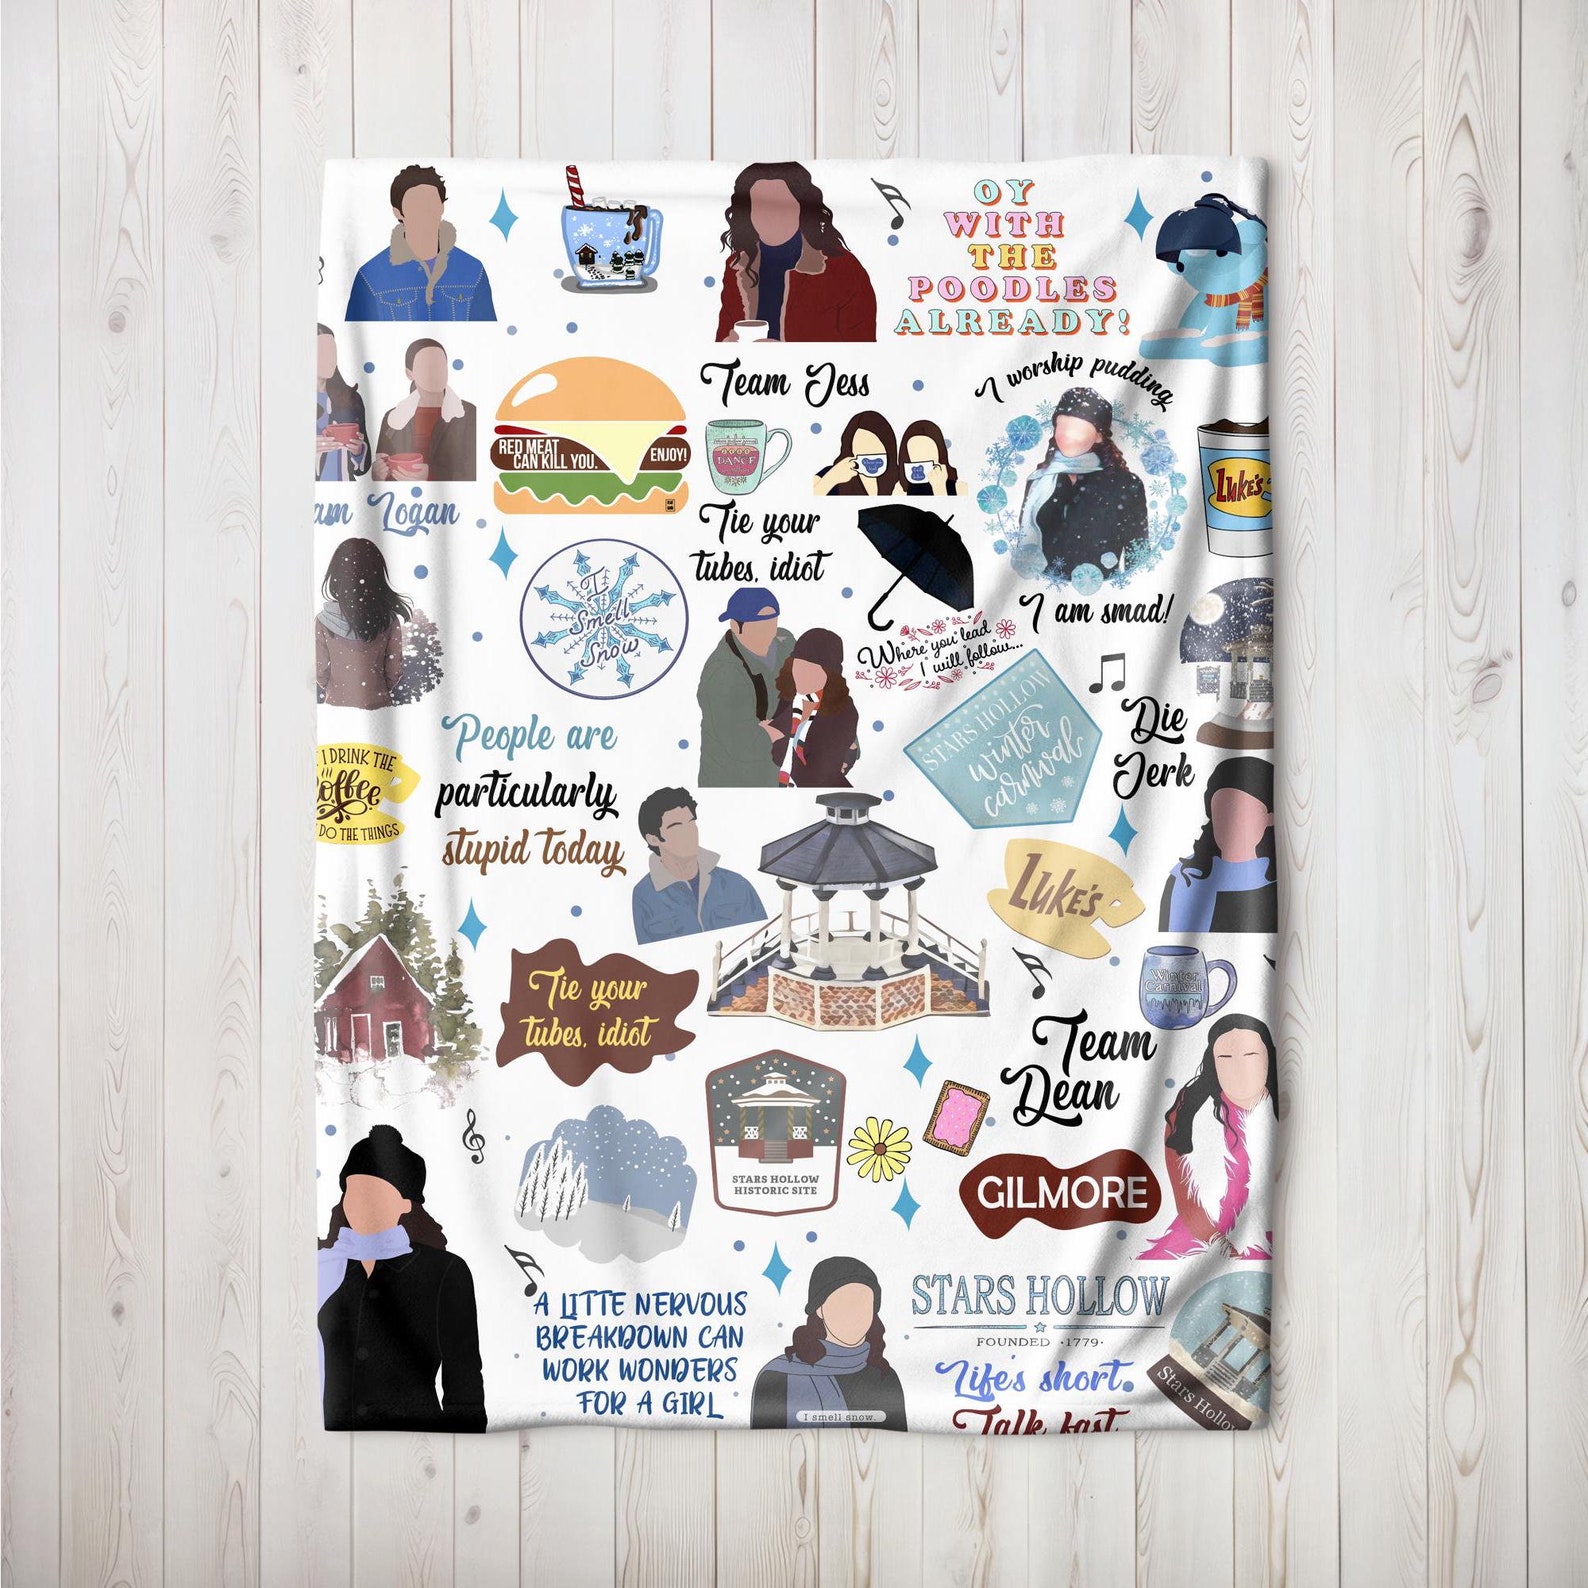 OY
WITH
THE
POODLES
ALREADY!
Team Jess
I worship pudding
RED MEAT
CAN KILL YOU.
ENJOY!
DANCE
LUKE'S
am Logan
Tie your
tubes, idiot
I
Smell
Snow
I am smad!
Where you lead
I will follow...
STARS HOLLOW
winter
carnival
Die
Jerk
People are
particularly
stupid today
I DRINK THE
offee
DO THE THINGS
LUKE'S
Tie your
tubes, idiot
Winter
Carnival
Team
Dean
STARS HOLLOW
HISTORIC SITE
GILMORE
A LITTE NERVOUS
BREAKDOWN CAN
WORK WONDERS
FOR A GIRL
I smell snow.
STARS HOLLOW
FOUNDED ·1779·
Life's short.
Talk fast
Stars Hollo